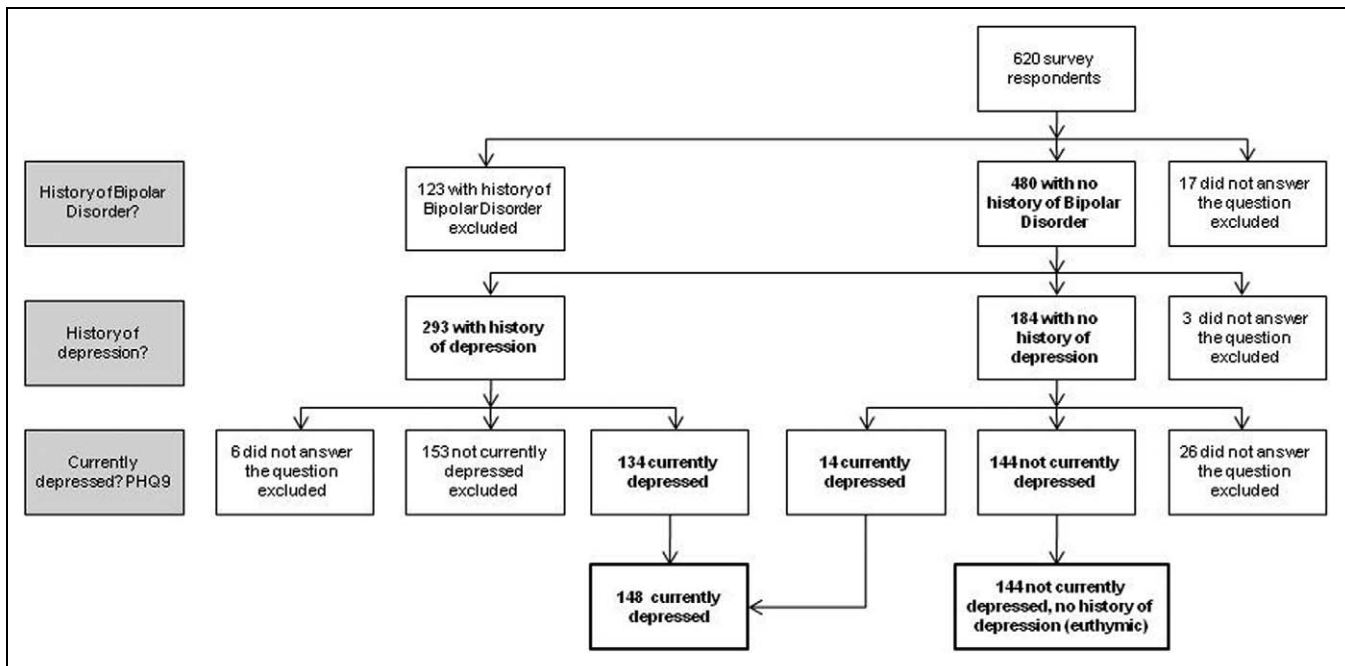 620 survey
respondents
History of Bipolar
Disorder?
123 with history of
Bipolar Disorder
excluded
480 with no
history of Bipolar
Disorder
17 did not answer
the question
excluded
History of
depression?
293 with history
of depression
184 with no
history of
depression
3 did not answer
the question
excluded
Currently
depressed? PHQ9
6 did not answer
the question
excluded
153 not currently
depressed
excluded
134 currently
depressed
14 currently
depressed
144 not currently
depressed
26 did not answer
the question
excluded
148 currently
depressed
144 not currently
depressed, no history of
depression (euthymic)